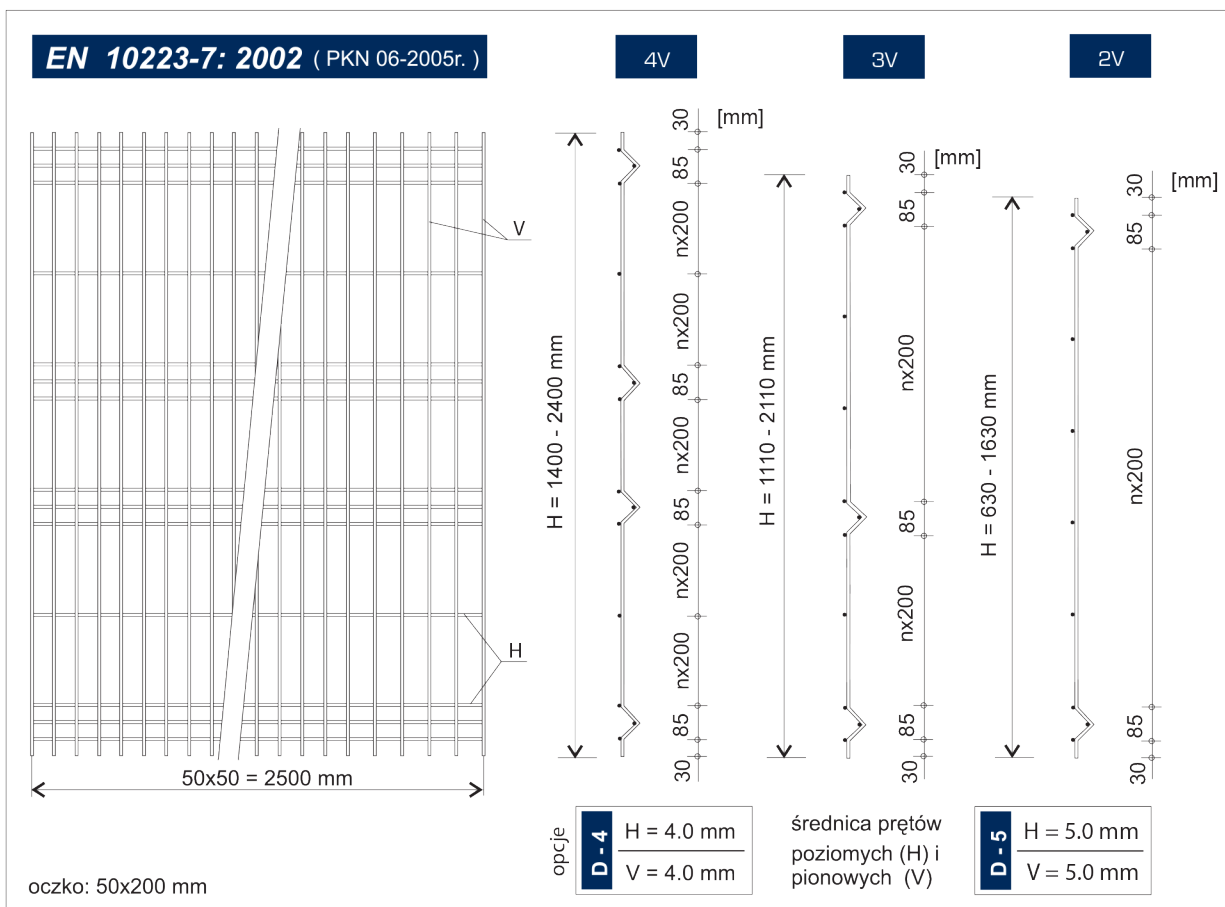 EN 10223-7: 2002 ( PKN 06-2005r. )
4V
3V
2V
V
H
50x50 = 2500 mm
oczko: 50x200 mm
H = 1400 - 2400 mm
30
[mm]
85
nx200
nx200
85
nx200
85
nx200
nx200
85
30
H = 1110 - 2110 mm
30
[mm]
85
nx200
85
nx200
85
30
H = 630 - 1630 mm
30
[mm]
85
nx200
85
30
opcje
D - 4
H = 4.0 mm
V = 4.0 mm
średnica prętów
poziomych (H) i
pionowych (V)
D - 5
H = 5.0 mm
V = 5.0 mm